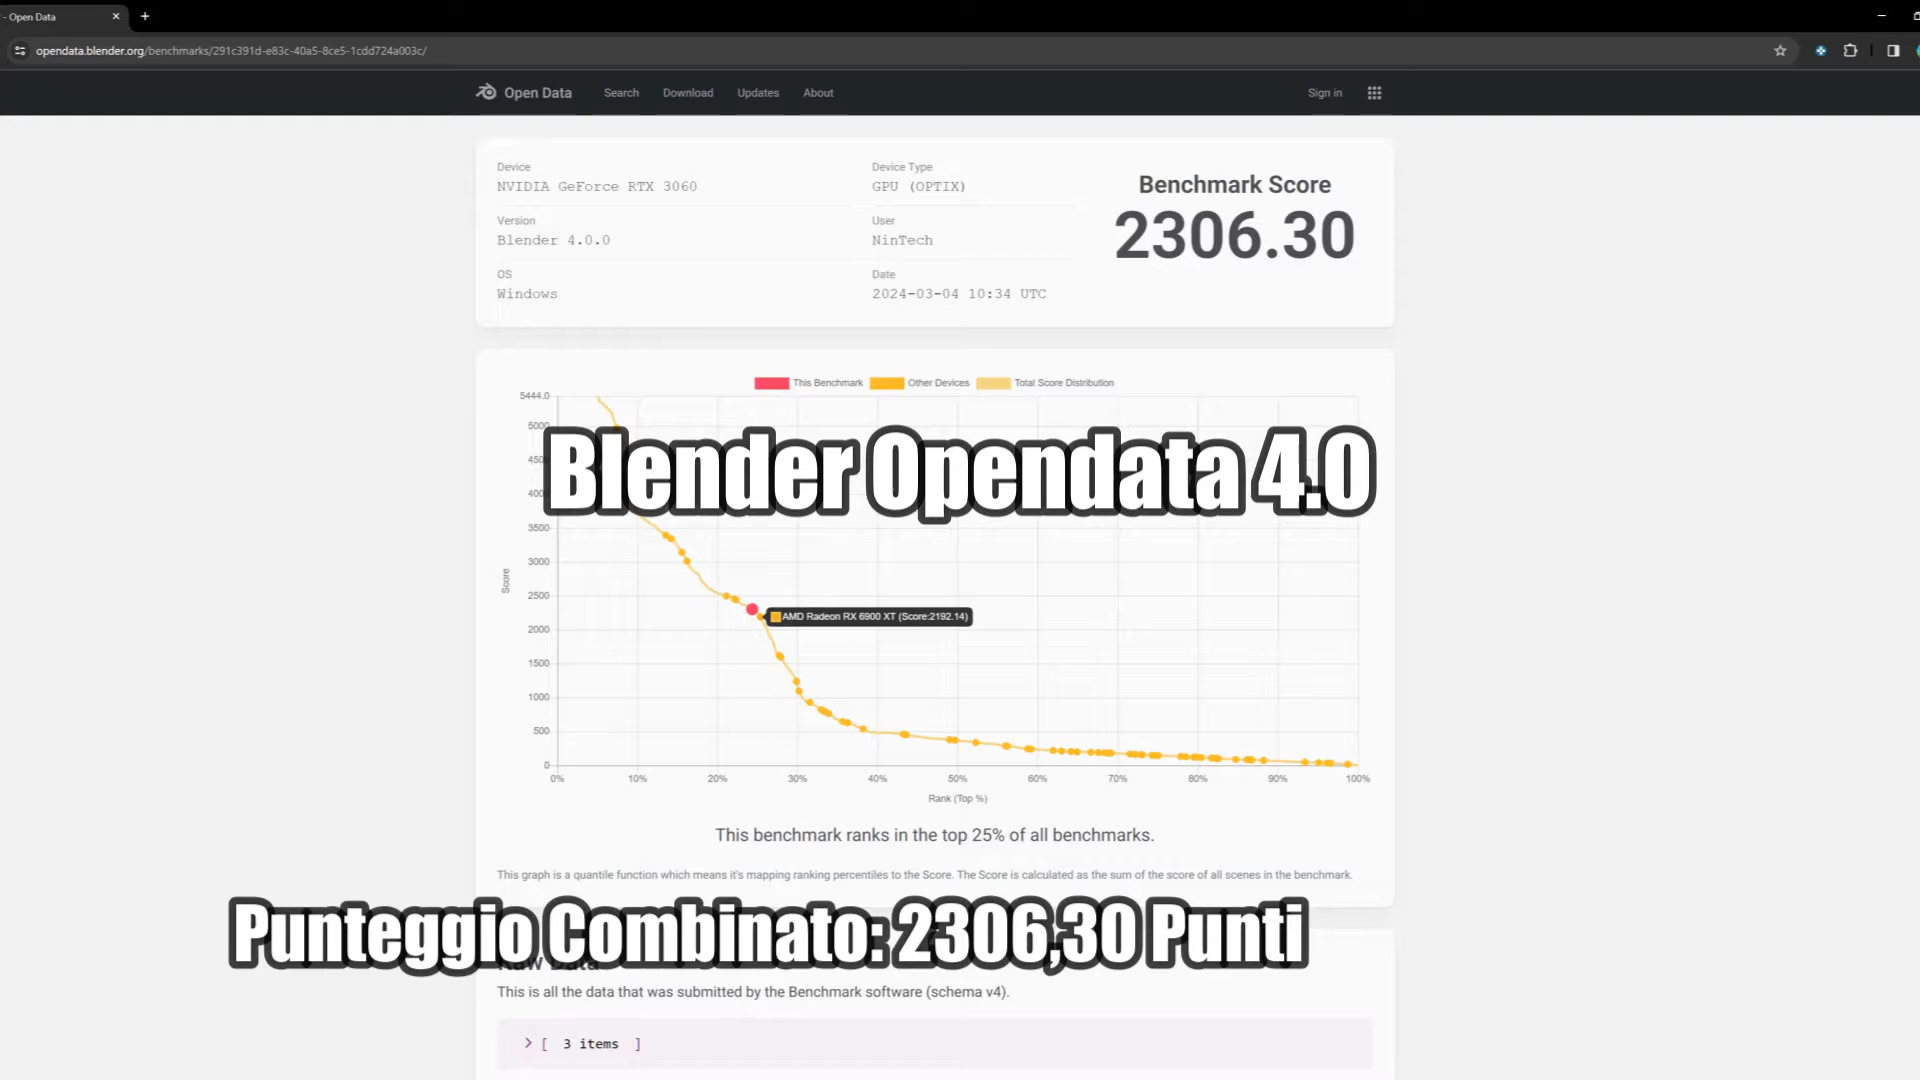 - Open Data
opendata.blender.org/benchmarks/291c391d-e83c-40a5-8ce5-1cdd724a003c/
Open Data Search Download Updates About Sign in
Device
NVIDIA GeForce RTX 3060
Device Type
GPU (OPTIX)
Version
Blender 4.0.0
User
NinTech
OS
Windows
Date
2024-03-04 10:34 UTC
Benchmark Score
2306.30
This Benchmark Other Devices Total Score Distribution
5444.0
5000
Blender Opendata 4.0
3500
3000
2500
2000
1500
1000
500
0
Score
AMD Radeon RX 6900 XT (Score:2192.14)
0% 10% 20% 30% 40% 50% 60% 70% 80% 90% 100%
Rank (Top %)
This benchmark ranks in the top 25% of all benchmarks.
This graph is a quantile function which means it's mapping ranking percentiles to the Score. The Score is calculated as the sum of the score of all scenes in the benchmark.
Punteggio Combinato: 2306,30 Punti
Raw Data
This is all the data that was submitted by the Benchmark software (schema v4).
> [ 3 items ]